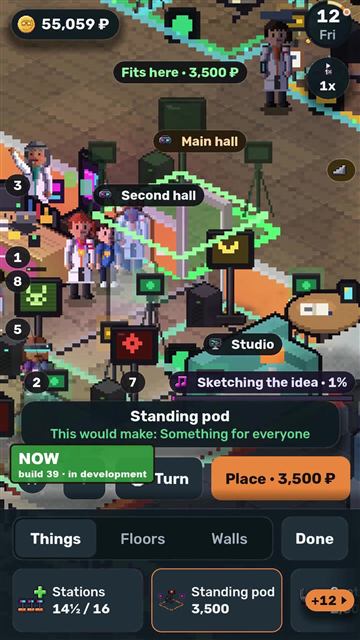 55,059 ₽
12
Fri
Fits here • 3,500 ₽
1x
Main hall
3
Second hall
1
8
5
Studio
2
7
Sketching the idea • 1%
Standing pod
This would make: Something for everyone
NOW
build 39 • in development
Turn
Place • 3,500 ₽
Things
Floors
Walls
Done
Stations
14½ / 16
Standing pod
3,500
+12